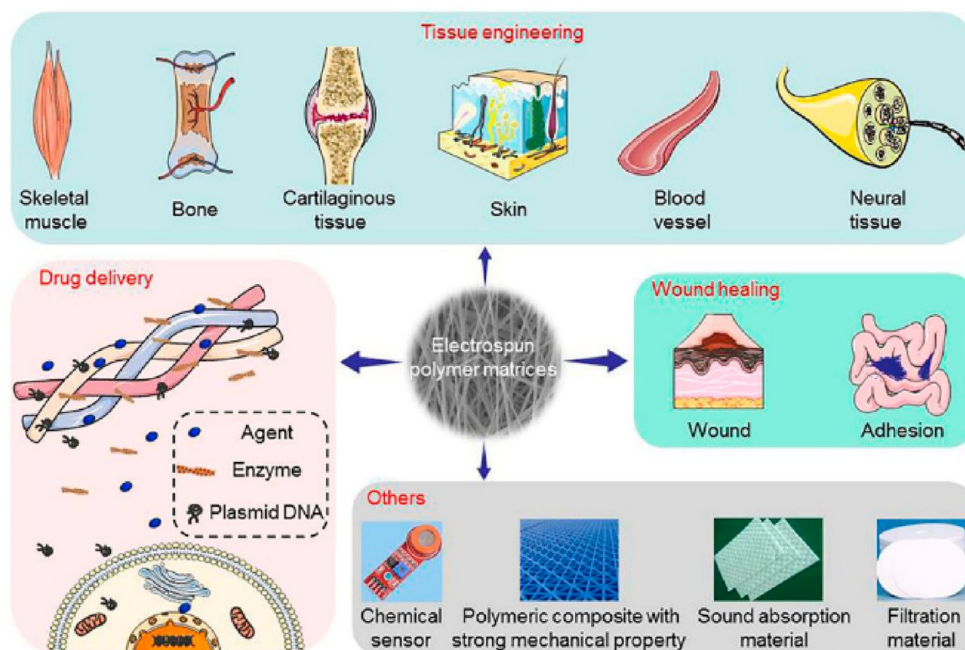 Tissue engineering
Skeletal
muscle
Bone
Cartilaginous
tissue
Skin
Blood
vessel
Neural
tissue
Drug delivery
Agent
Enzyme
Plasmid DNA
Electrospun
polymer matrices
Wound healing
Wound
Adhesion
Others
Chemical
sensor
Polymeric composite with
strong mechanical property
Sound absorption
material
Filtration
material